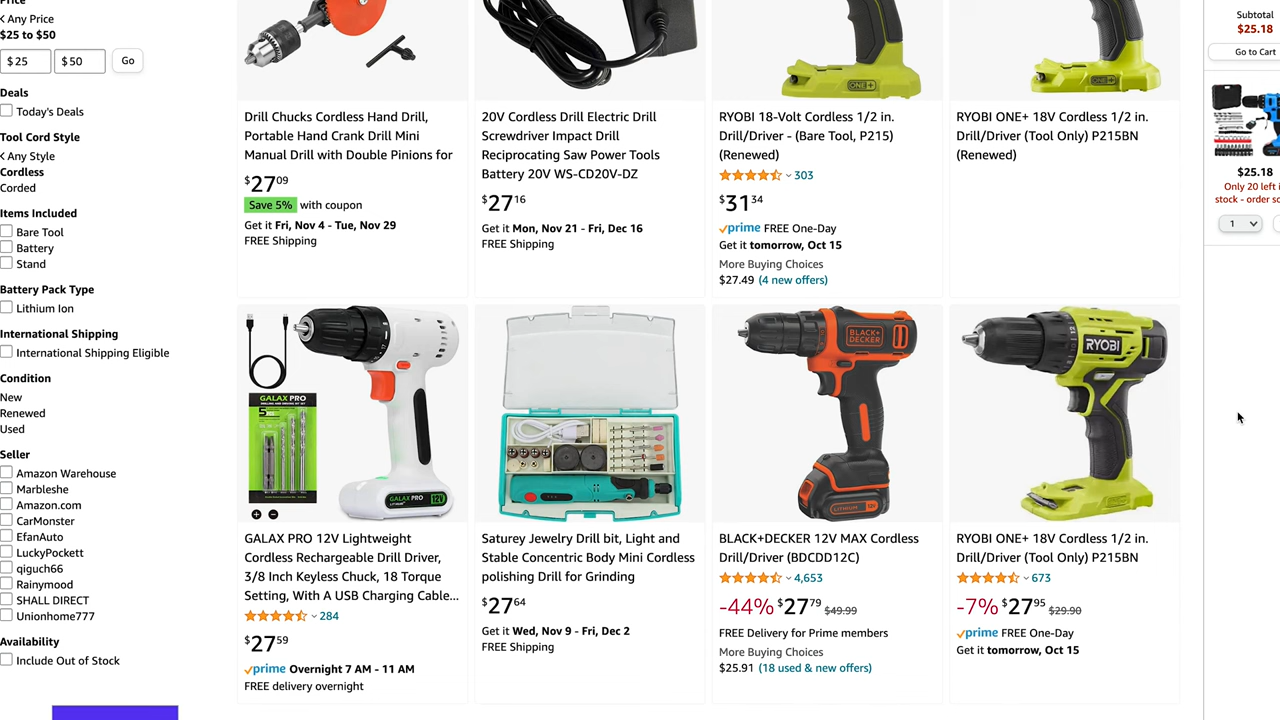 Price
< Any Price
$25 to $50
$ 25
$ 50
Go
Deals
Today's Deals
Tool Cord Style
< Any Style
Cordless
Corded
Items Included
Bare Tool
Battery
Stand
Battery Pack Type
Lithium Ion
International Shipping
International Shipping Eligible
Condition
New
Renewed
Used
Seller
Amazon Warehouse
Marbleshe
Amazon.com
CarMonster
EfanAuto
LuckyPockett
qiguch66
Rainymood
SHALL DIRECT
Unionhome777
Availability
Include Out of Stock
Drill Chucks Cordless Hand Drill,
Portable Hand Crank Drill Mini
Manual Drill with Double Pinions for
$27 09
Save 5% with coupon
Get it Fri, Nov 4 - Tue, Nov 29
FREE Shipping
20V Cordless Drill Electric Drill
Screwdriver Impact Drill
Reciprocating Saw Power Tools
Battery 20V WS-CD20V-DZ
$27 16
Get it Mon, Nov 21 - Fri, Dec 16
FREE Shipping
ONE+
RYOBI 18-Volt Cordless 1/2 in.
Drill/Driver - (Bare Tool, P215)
(Renewed)
303
$31 34
prime FREE One-Day
Get it tomorrow, Oct 15
More Buying Choices
$27.49 (4 new offers)
ONE+
RYOBI ONE+ 18V Cordless 1/2 in.
Drill/Driver (Tool Only) P215BN
(Renewed)
GALAX PRO
5
GALAX PRO 12V
GALAX PRO 12V Lightweight
Cordless Rechargeable Drill Driver,
3/8 Inch Keyless Chuck, 18 Torque
Setting, With A USB Charging Cable...
284
$27 59
prime Overnight 7 AM - 11 AM
FREE delivery overnight
Saturey Jewelry Drill bit, Light and
Stable Concentric Body Mini Cordless
polishing Drill for Grinding
$27 64
Get it Wed, Nov 9 - Fri, Dec 2
FREE Shipping
BLACK+
DECKER
LITHIUM
BLACK+DECKER 12V MAX Cordless
Drill/Driver (BDCDD12C)
4,653
-44% $27 79 $49.99
FREE Delivery for Prime members
More Buying Choices
$25.91 (18 used & new offers)
RYOBI
RYOBI ONE+ 18V Cordless 1/2 in.
Drill/Driver (Tool Only) P215BN
673
-7% $27 95 $29.90
prime FREE One-Day
Get it tomorrow, Oct 15
Subtotal
$25.18
Go to Cart
$25.18
Only 20 left i
stock - order so
1